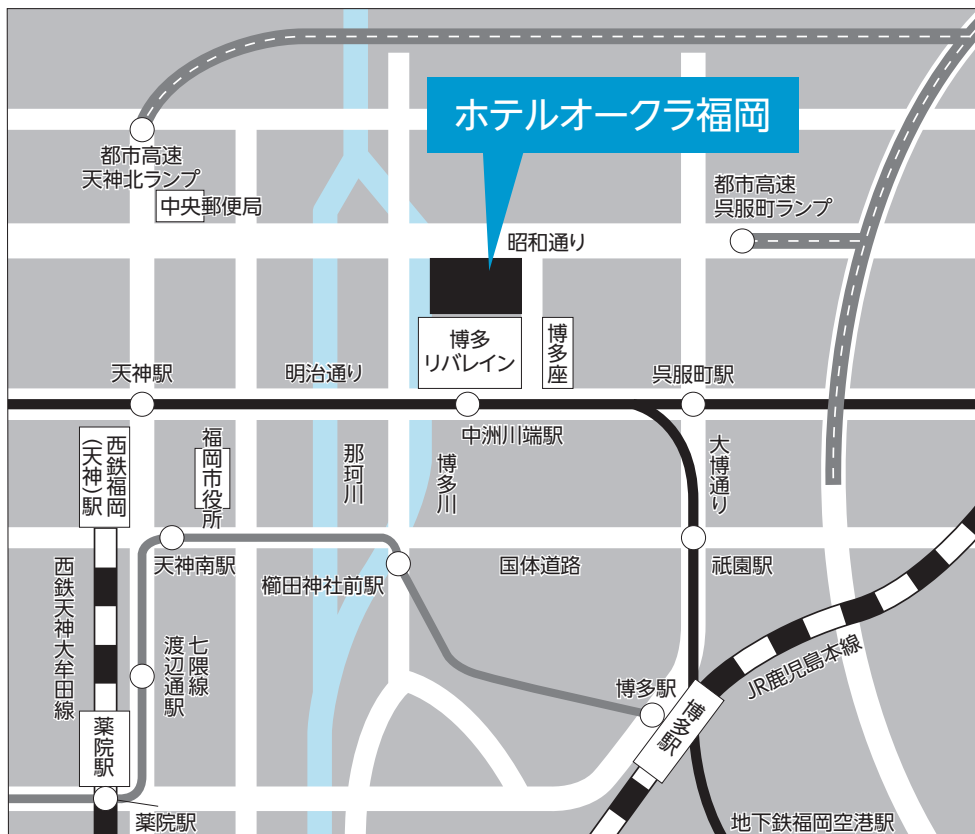 ホテルオークラ福岡
都市高速
天神北ランプ
中央郵便局
都市高速
呉服町ランプ
昭和通り
博多
リバレイン
博多座
天神駅
明治通り
呉服町駅
中洲川端駅
西鉄福岡
(天神)駅
福岡市役所
那珂川
博多川
大博通り
天神南駅
櫛田神社前駅
国体道路
祇園駅
西鉄天神大牟田線
七隈線
渡辺通駅
博多駅
博多駅
JR鹿児島本線
薬院駅
薬院駅
地下鉄福岡空港駅